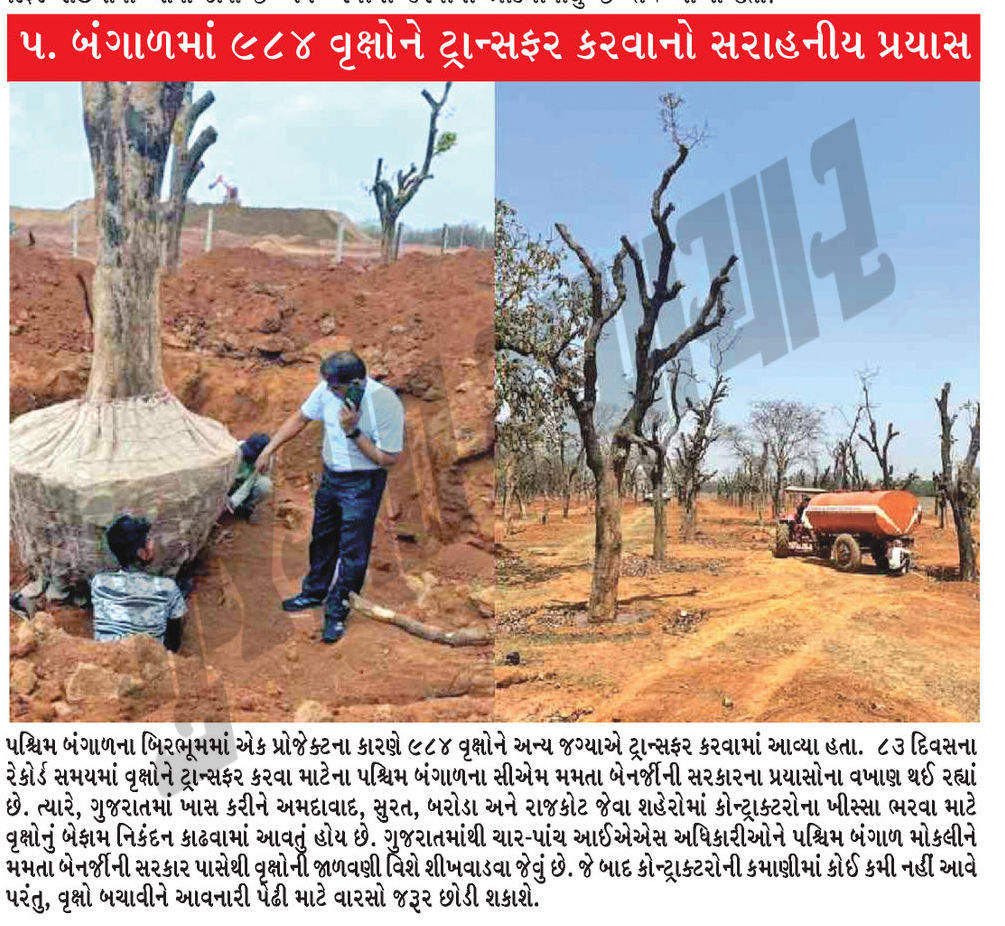 પ. બંગાળમાં ૯૮૪ વૃક્ષોને ટ્રાન્સફર કરવાનો સરાહનીય પ્રયાસ
પશ્ચિમ બંગાળના બિરભૂમમાં એક પ્રોજેક્ટના કારણે ૯૮૪ વૃક્ષોને અન્ય જગ્યાએ ટ્રાન્સફર કરવામાં આવ્યા હતા. ૮૩ દિવસના
રેકોર્ડ સમયમાં વૃક્ષોને ટ્રાન્સફર કરવા માટેના પશ્ચિમ બંગાળના સીએમ મમતા બેનર્જીની સરકારના પ્રયાસોના વખાણ થઈ રહ્યાં
છે. ત્યારે, ગુજરાતમાં ખાસ કરીને અમદાવાદ, સુરત, બરોડા અને રાજકોટ જેવા શહેરોમાં કોન્ટ્રાક્ટરોના ખીસ્સા ભરવા માટે
વૃક્ષોનું બેફામ નિકંદન કાઢવામાં આવતું હોય છે. ગુજરાતમાંથી ચાર-પાંચ આઈએએસ અધિકારીઓને પશ્ચિમ બંગાળ મોકલીને
મમતા બેનર્જીની સરકાર પાસેથી વૃક્ષોની જાળવણી વિશે શીખવાડવા જેવું છે. જે બાદ કોન્ટ્રાક્ટરોની કમાણીમાં કોઈ કમી નહીં આવે
પરંતુ, વૃક્ષો બચાવીને આવનારી પેઢી માટે વારસો જરૂર છોડી શકાશે.